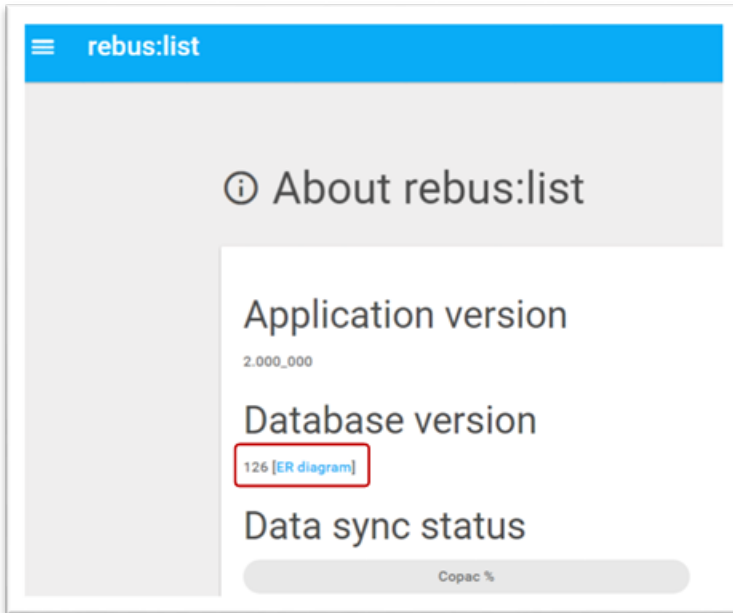 rebus:list
About rebus:list
Application version
2.000_000
Database version
126 [ER diagram]
Data sync status
Copac %